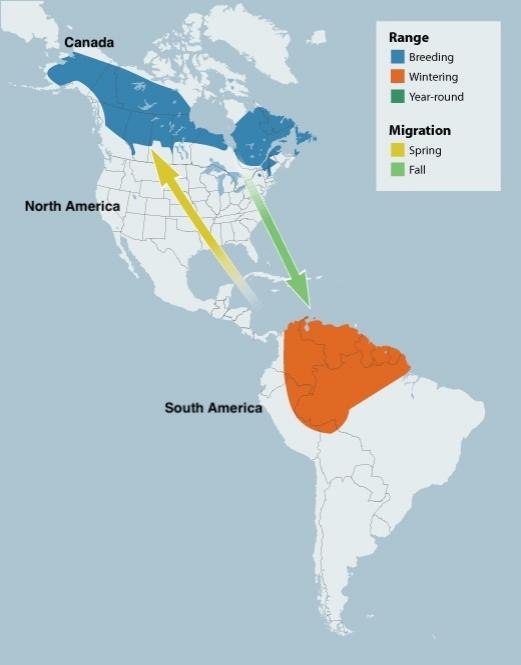 Canada
Range
Breeding
Wintering
Year-round
Migration
Spring
Fall
North America
South America